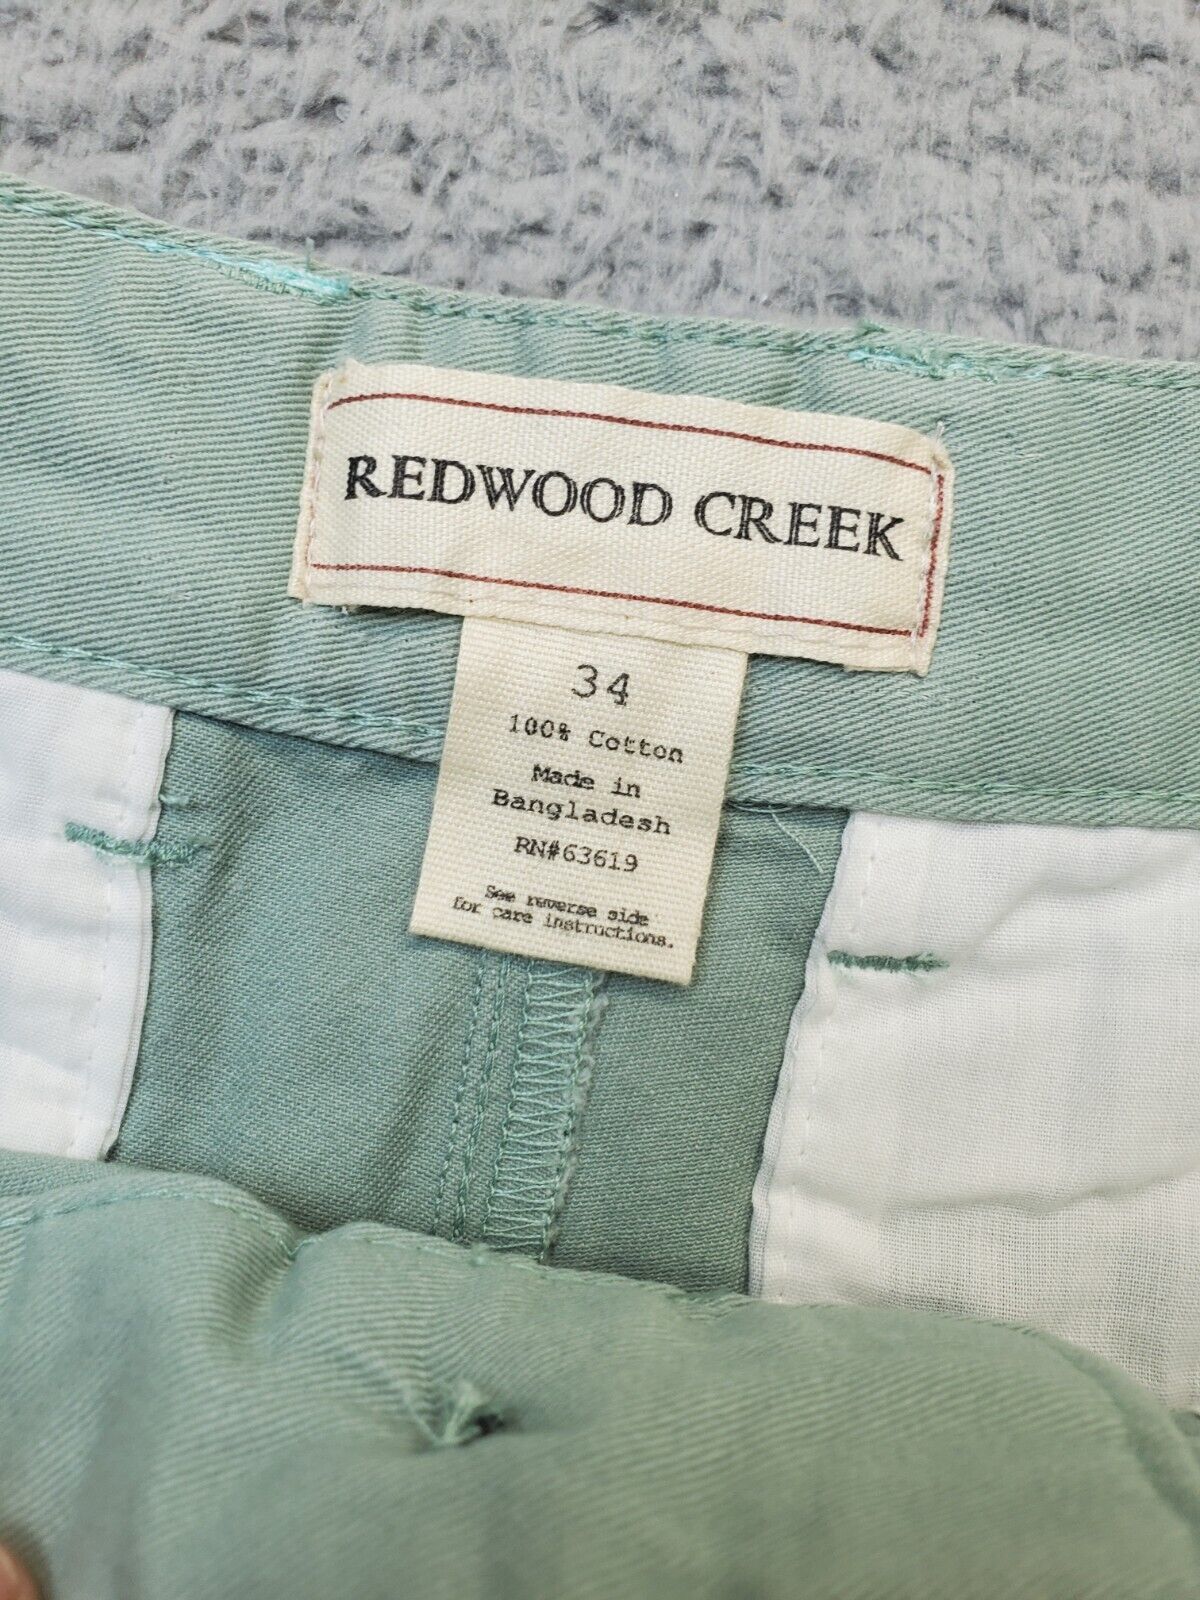 REDWOOD CREEK
34
100% Cotton
Made in
Bangladesh
RN#63619
See reverse side
for care instructions.